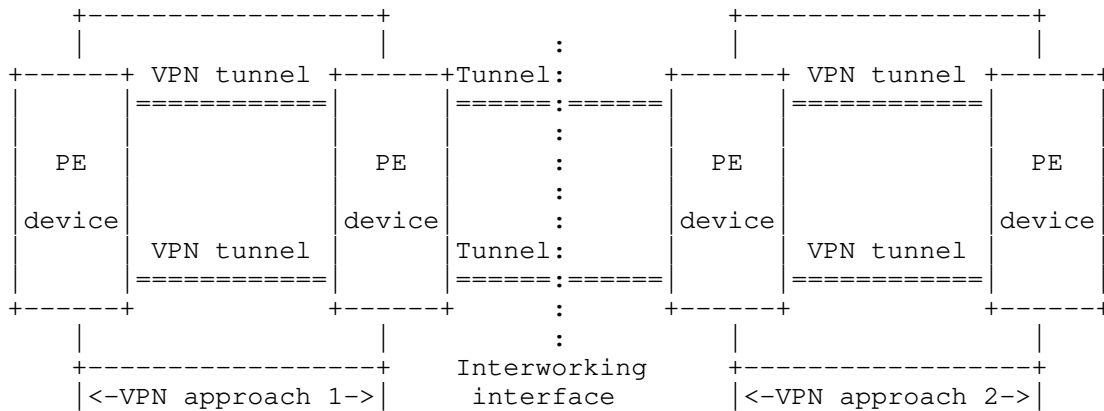 VPN tunnel Tunnel: VPN tunnel
PE PE : PE PE
device device : device device
VPN tunnel Tunnel: VPN tunnel
Interworking
<-VPN approach 1-> interface <-VPN approach 2->